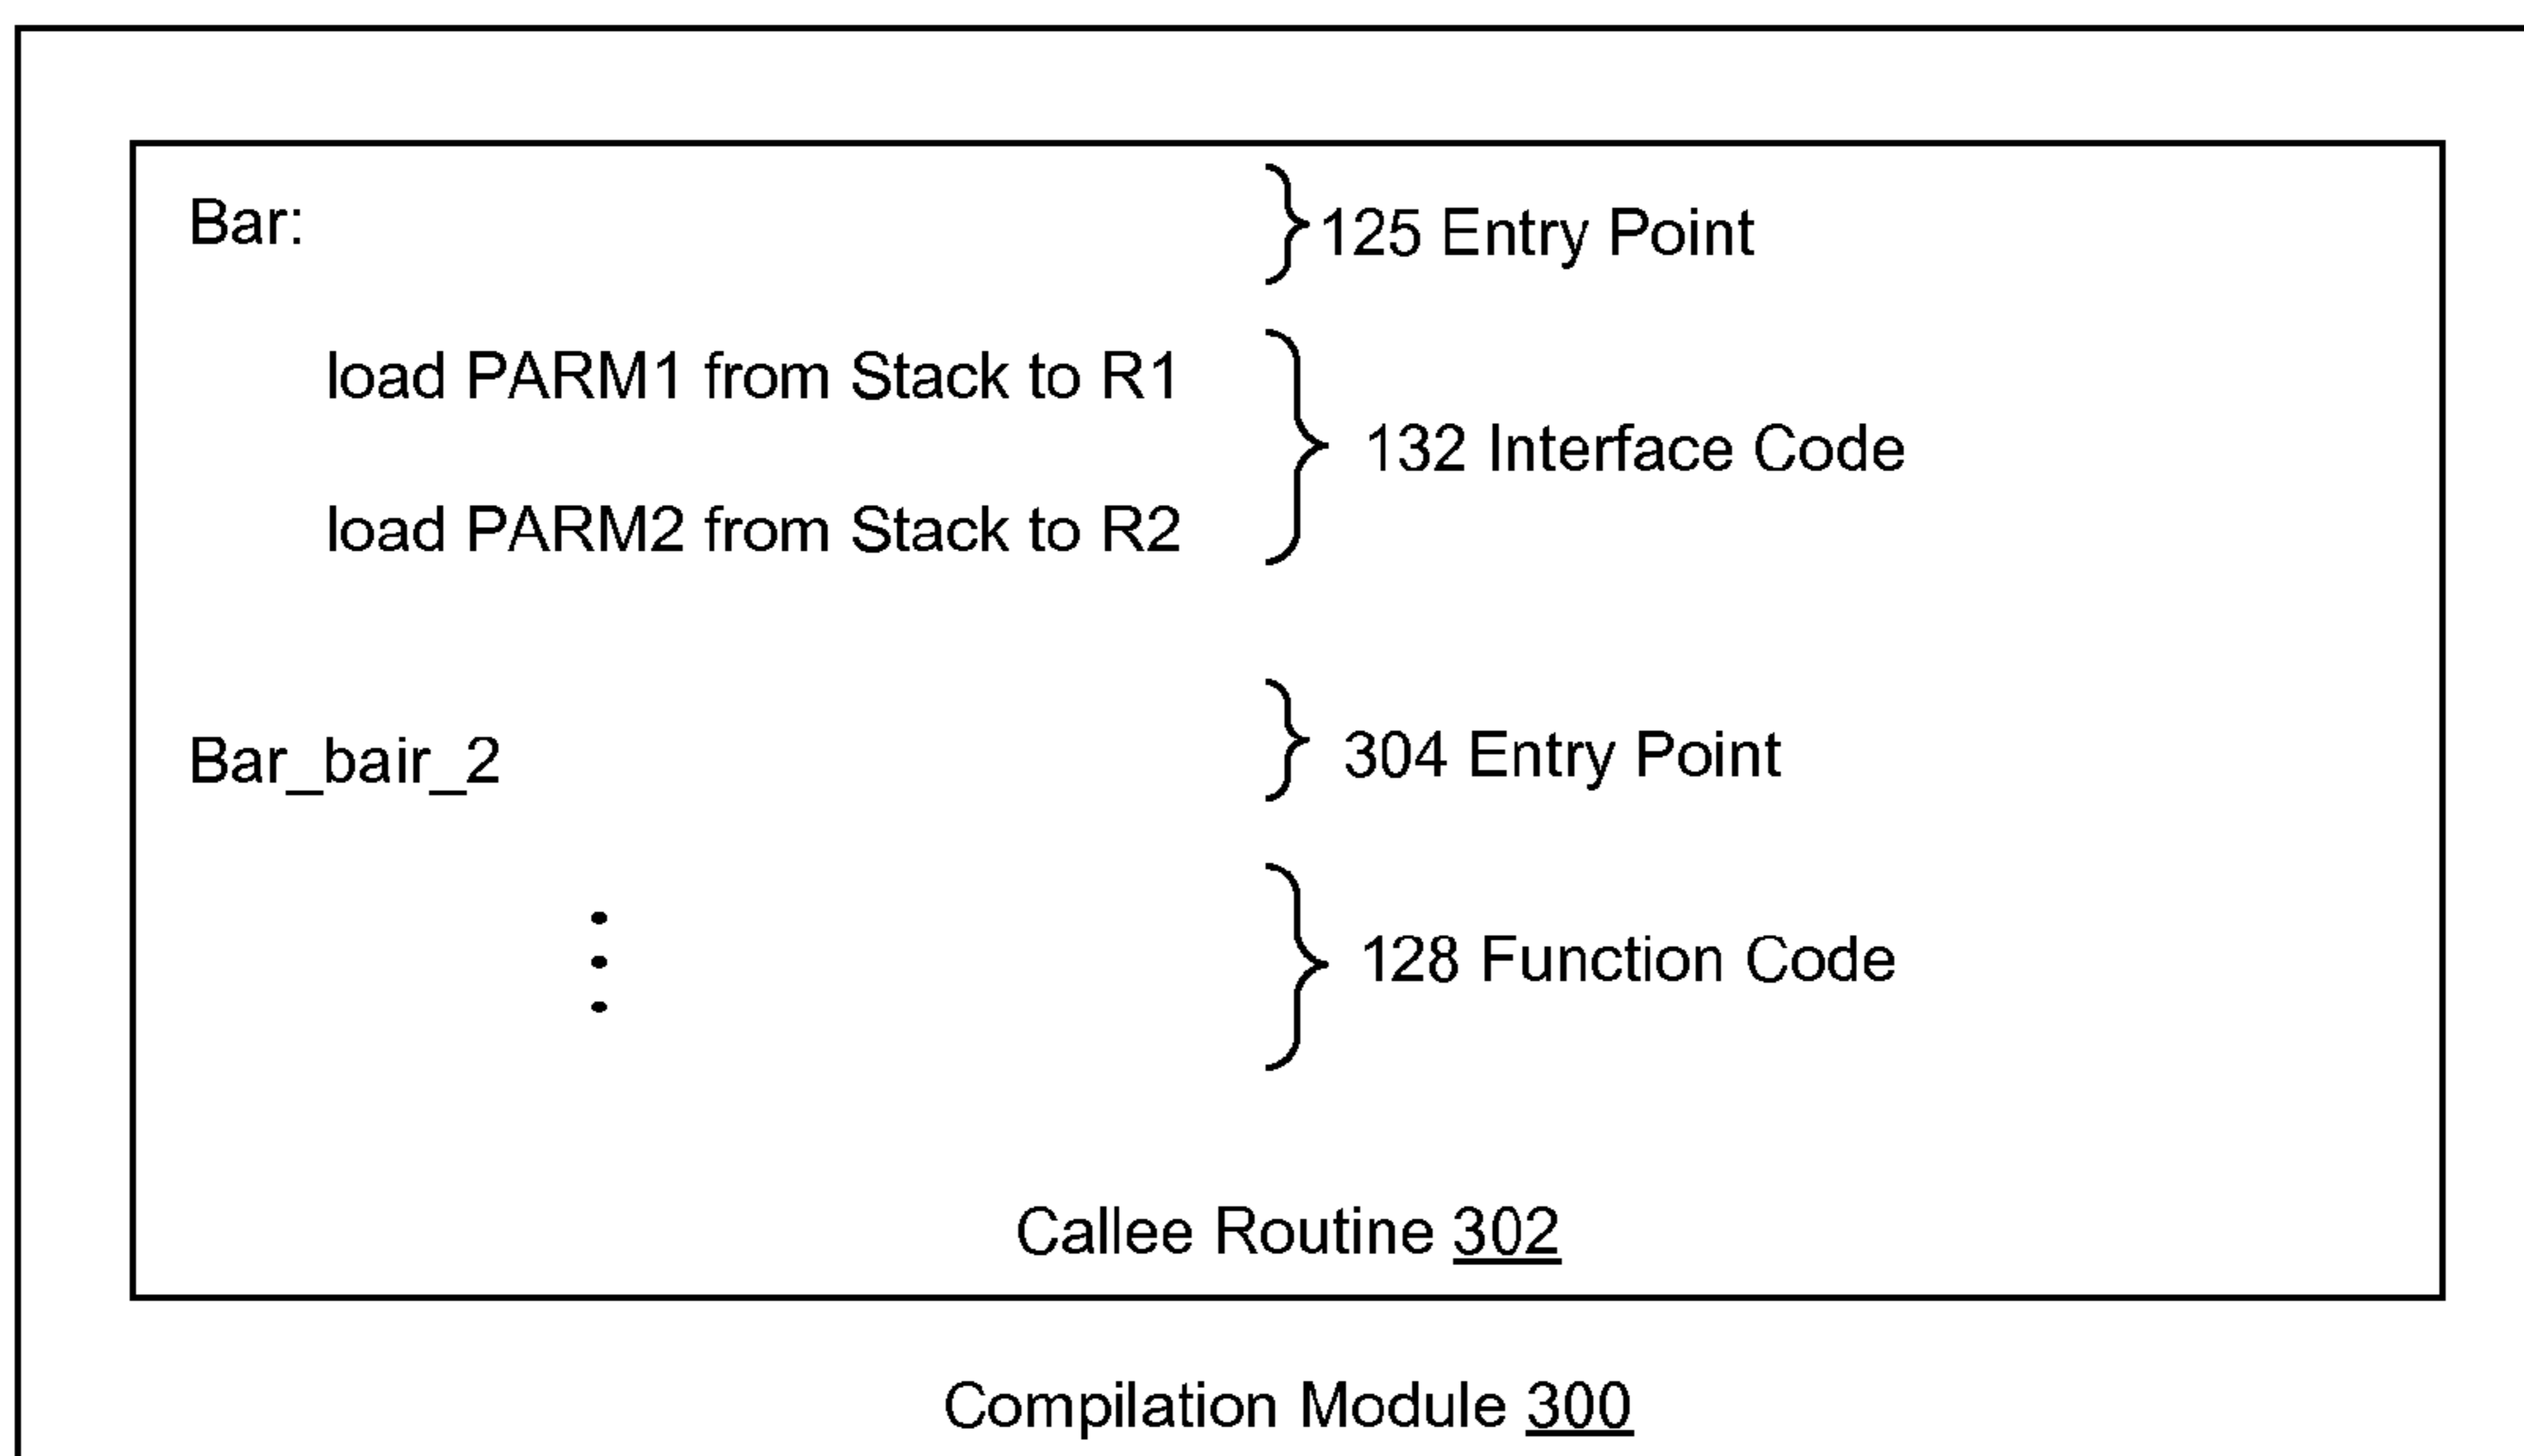 Bar:
125 Entry Point
load PARM1 from Stack to R1
132 Interface Code
load PARM2 from Stack to R2
Bar_bair_2
304 Entry Point
128 Function Code
Callee Routine 302
Compilation Module 300